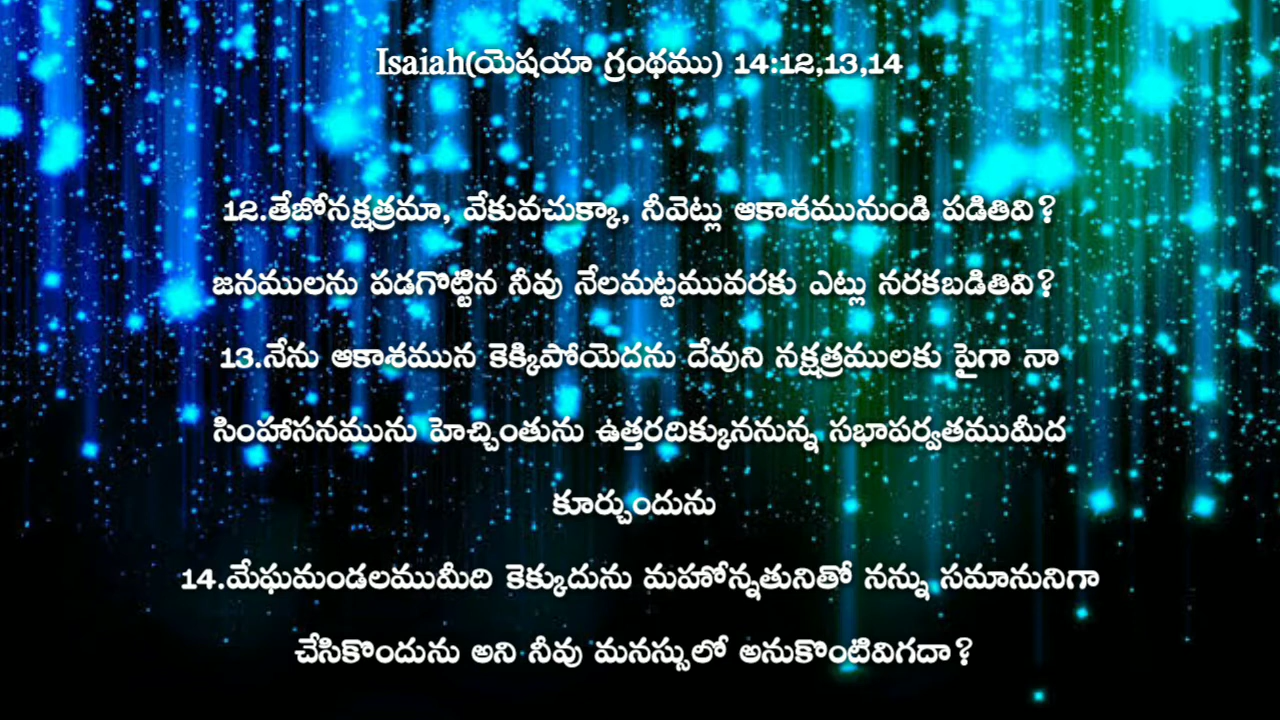 Isaiah(యెషయా గ్రంథము) 14:12,13,14
12.తేజోనక్షత్రమా, వేకువచుక్కా, నీవెట్లు ఆకాశమునుండి పడితివి?
జనములను పడగొట్టిన నీవు నేలమట్టమువరకు ఎట్లు నరకబడితివి?
13.నేను ఆకాశమున కెక్కిపోయెదను దేవుని నక్షత్రములకు పైగా నా
సింహాసనమును హెచ్చింతును ఉత్తరదిక్కుననున్న సభాపర్వతముమీద
కూర్చుందును
14.మేఘమండలముమీది కెక్కుదును మహోన్నతునితో నన్ను సమానునిగా
చేసికొందును అని నీవు మనస్సులో అనుకొంటివిగదా?